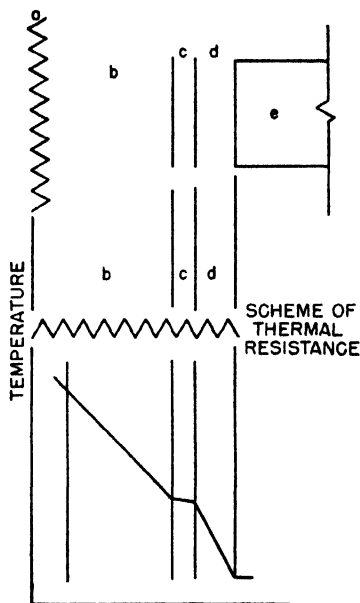 a
b c d
e
b c d
SCHEME OF
THERMAL
RESISTANCE
TEMPERATURE